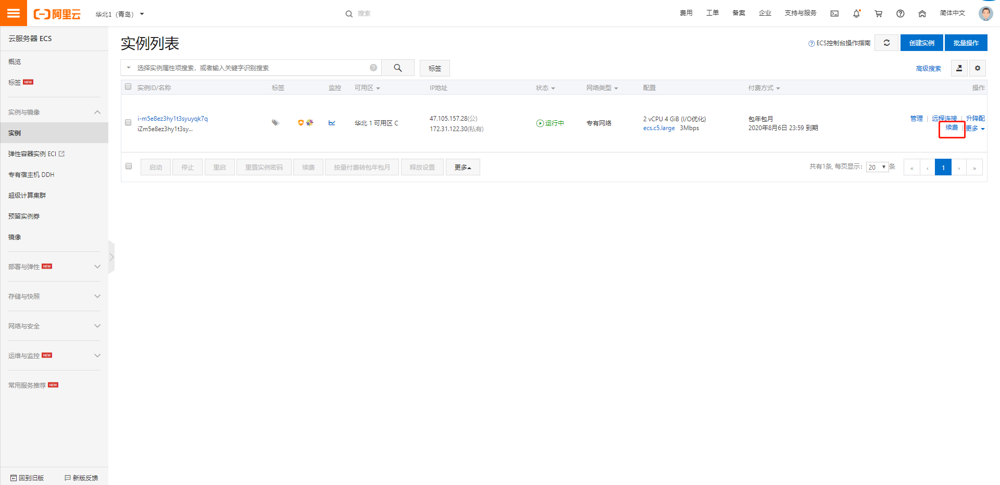 阿里云
华北1（青岛）
搜索
费用
工单
备案
企业
支持与服务
简体中文
云服务器 ECS
概览
标签 NEW
实例与镜像
实例
弹性容器实例 ECI
专有宿主机 DDH
超级计算集群
预留实例券
镜像
部署与弹性 NEW
存储与快照
网络与安全
运维与监控 NEW
常用服务推荐 NEW
回到旧版
新版反馈
实例列表
ECS控制台操作指南
创建实例
批量操作
选择实例属性项搜索，或者输入关键字识别搜索
标签
高级搜索
实例ID/名称
标签
监控
可用区
IP地址
状态
网络类型
配置
付费方式
操作
i-m5e8ez3hy1t3syuyqk7q
iZm5e8ez3hy1t3sy...
华北 1 可用区 C
47.105.157.28(公)
172.31.122.30(私有)
运行中
专有网络
2 vCPU 4 GiB (I/O优化)
ecs.c5.large 3Mbps
包年包月
2020年8月6日 23:59 到期
管理 | 远程连接 | 升降配
续费 | 更多
启动
停止
重启
重置实例密码
续费
按量付费转包年包月
释放设置
更多
共有1条, 每页显示: 20 条
« ‹ 1 › »